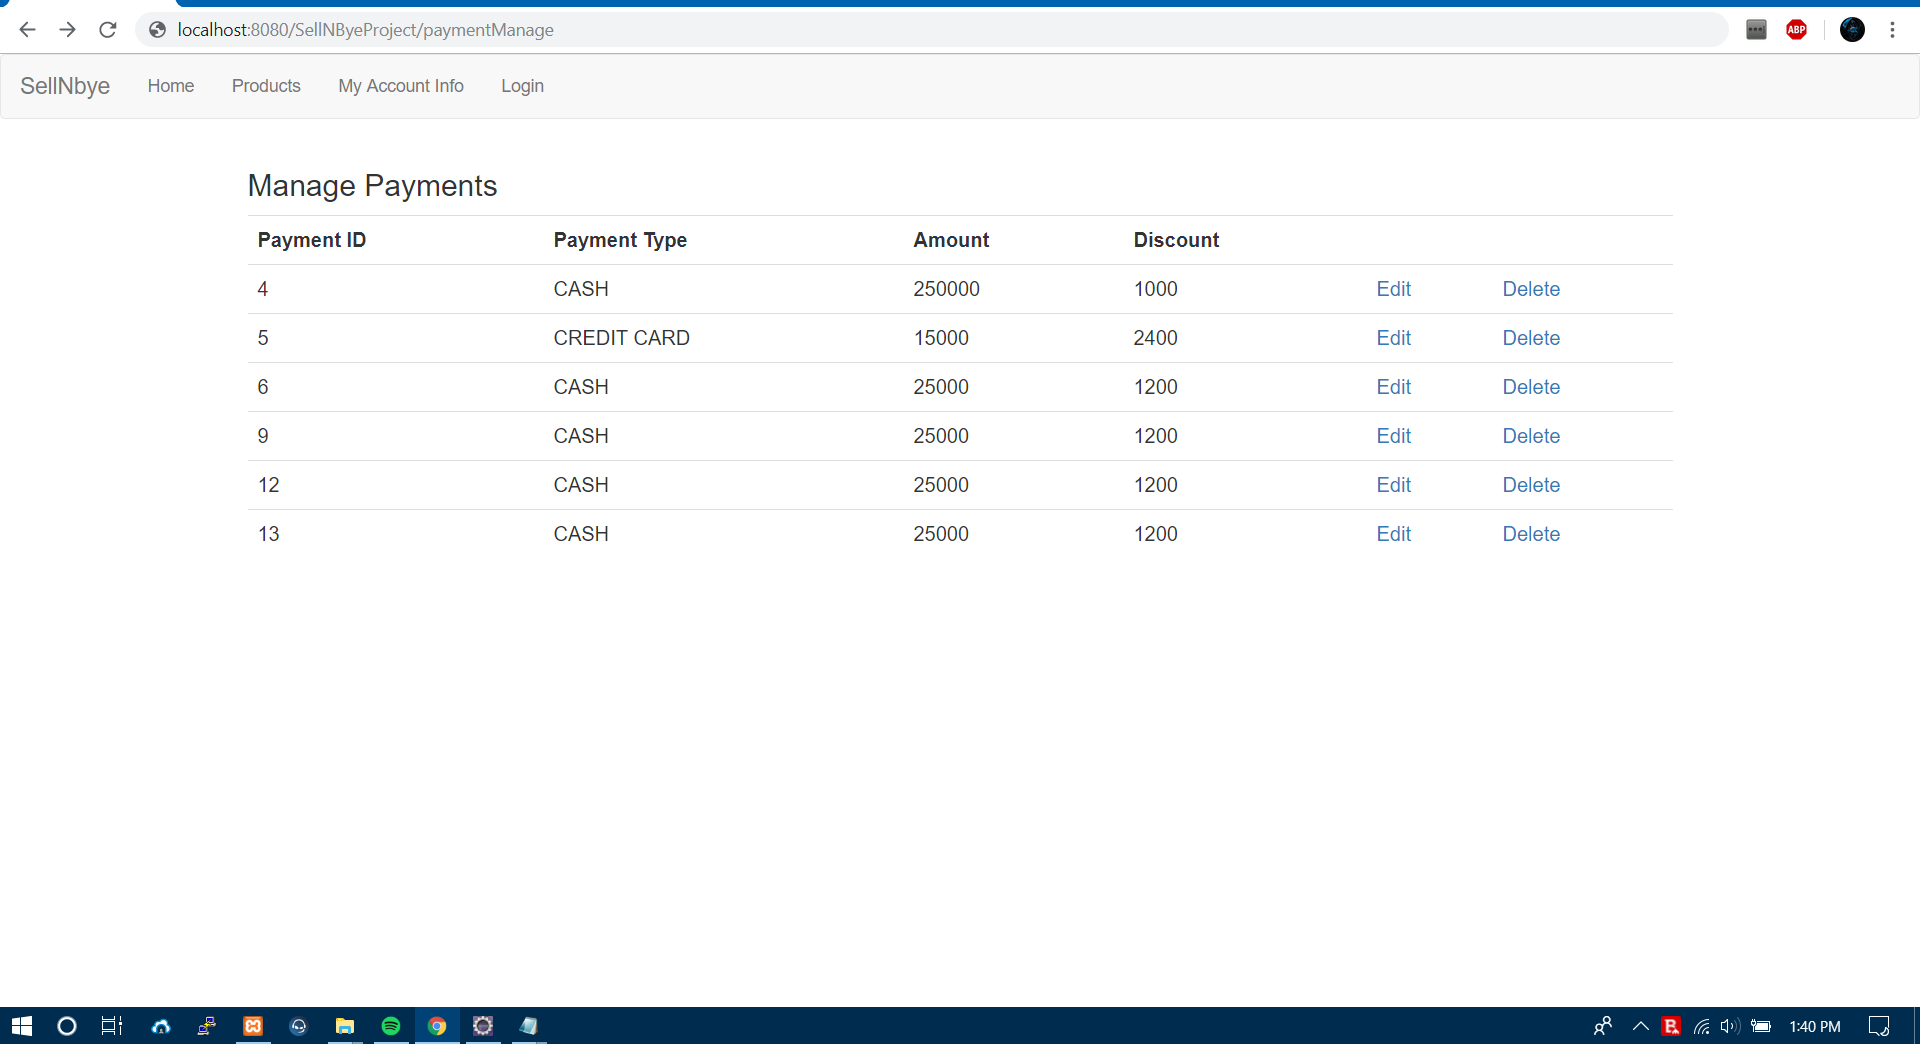 localhost:8080/SellNByeProject/paymentManage
ABP
SellNbye Home Products My Account Info Login
Manage Payments
Payment ID Payment Type Amount Discount
4 CASH 250000 1000 Edit Delete
5 CREDIT CARD 15000 2400 Edit Delete
6 CASH 25000 1200 Edit Delete
9 CASH 25000 1200 Edit Delete
12 CASH 25000 1200 Edit Delete
13 CASH 25000 1200 Edit Delete
1:40 PM